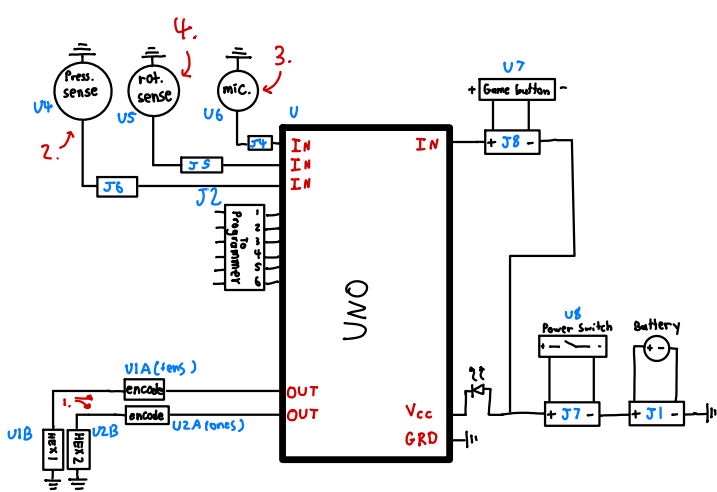 4.
3.
Press.
sense
U4
rot.
sense
U5
mic.
U6
2.
U7
+ Game button -
U
J4
IN
J5
IN
J6
IN
IN
+ J8 -
J2
1
2
3
4
5
6
To
Programmer
UNO
U8
Power Switch
+ -
Battery
+ -
U1A (tens)
encode
OUT
1.
encode
OUT
U2A (ones)
U1B
HEX 1
HEX 2
U2B
??
Vcc
GRD
+ J7 -
+ J1 -